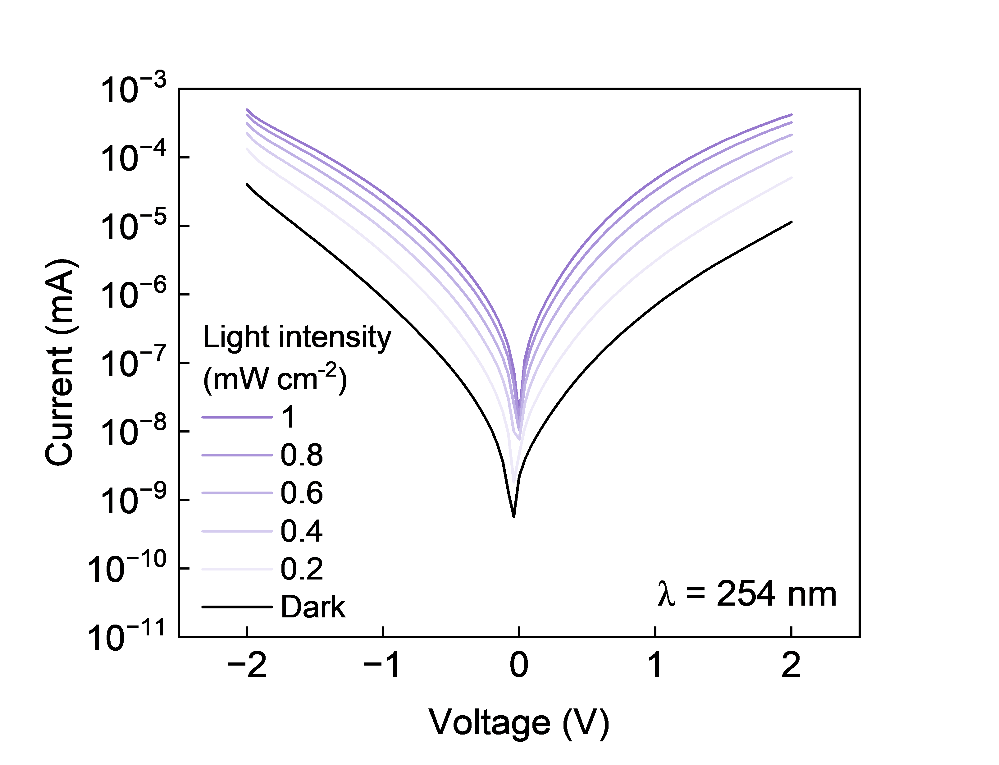 10⁻³
10⁻⁴
10⁻⁵
10⁻⁶
10⁻⁷
10⁻⁸
10⁻⁹
10⁻¹⁰
10⁻¹¹
Current (mA)
Light intensity
(mW cm⁻²)
1
0.8
0.6
0.4
0.2
Dark
λ = 254 nm
−2 −1 0 1 2
Voltage (V)